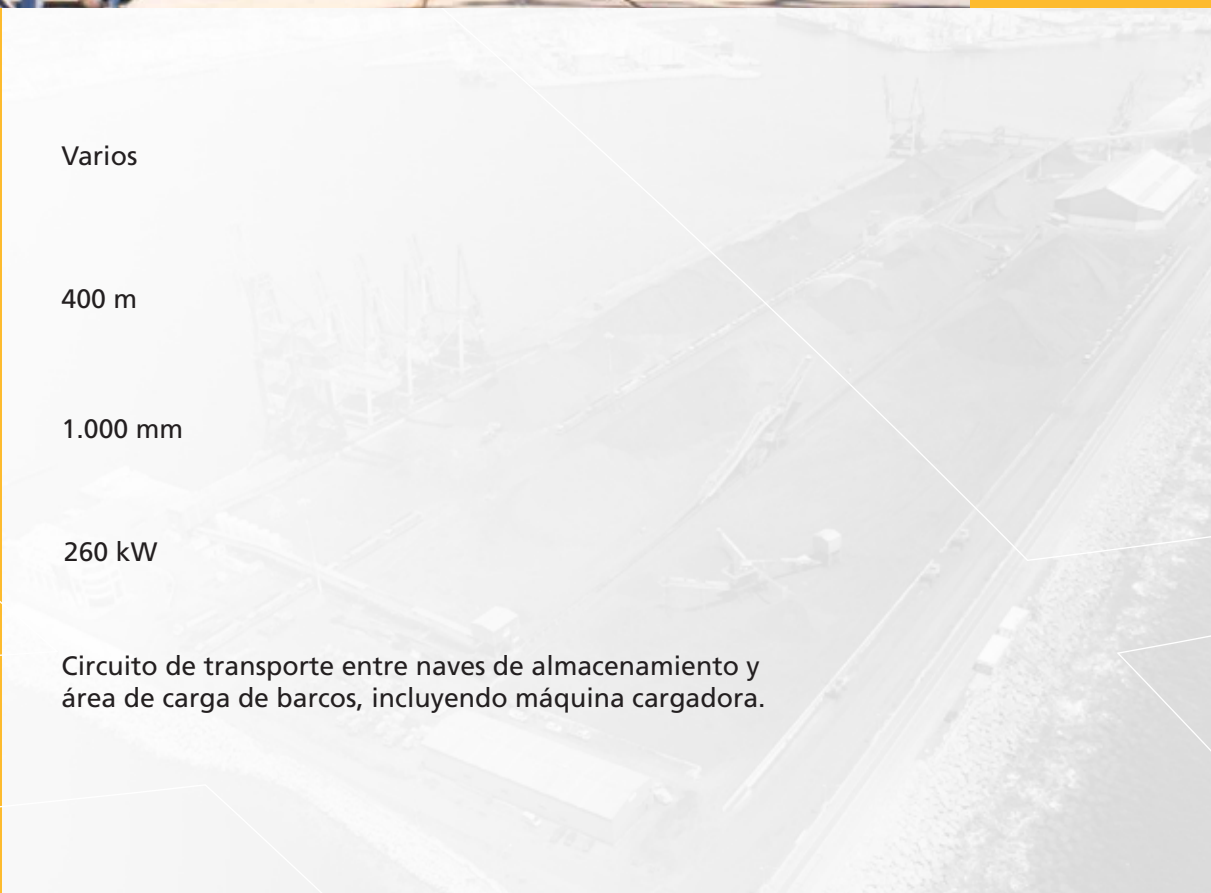 Varios
400 m
1.000 mm
260 kW
Circuito de transporte entre naves de almacenamiento y
área de carga de barcos, incluyendo máquina cargadora.